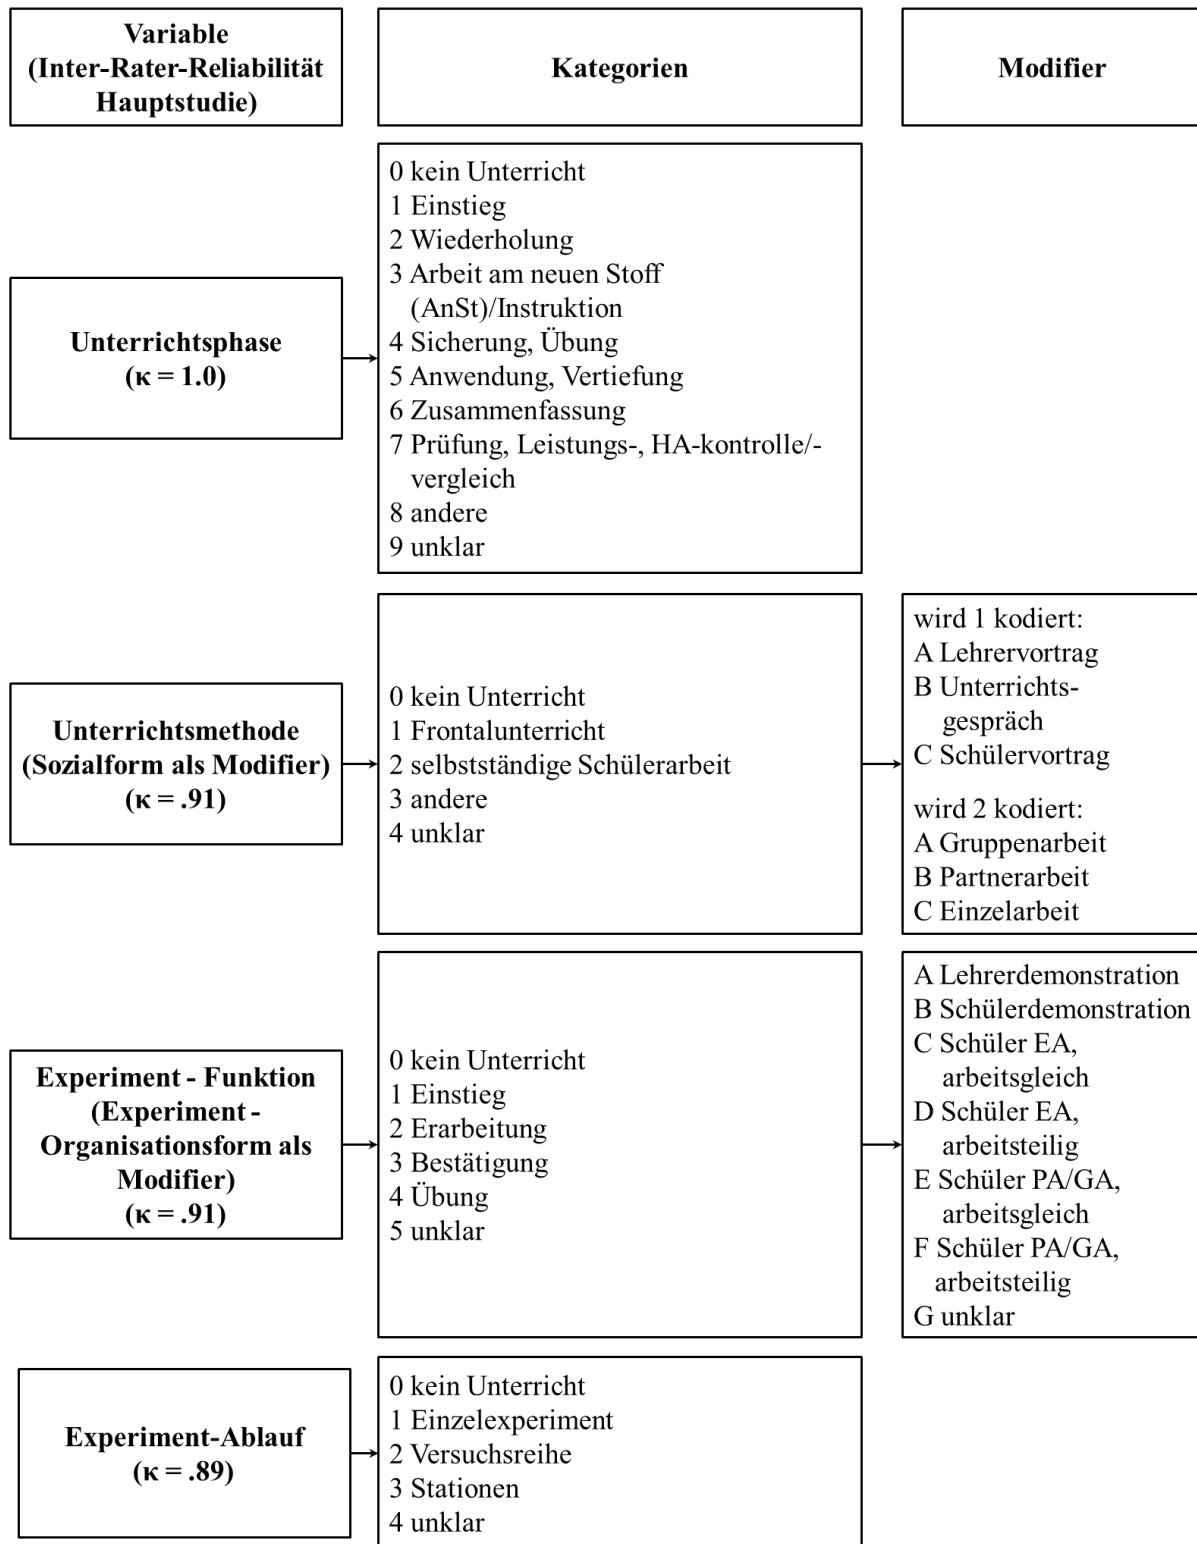 Variable
(Inter-Rater-Reliabilität
Hauptstudie)
Kategorien
Modifier
Unterrichtsphase
(κ = 1.0)
0 kein Unterricht
1 Einstieg
2 Wiederholung
3 Arbeit am neuen Stoff
(AnSt)/Instruktion
4 Sicherung, Übung
5 Anwendung, Vertiefung
6 Zusammenfassung
7 Prüfung, Leistungs-, HA-kontrolle/-
vergleich
8 andere
9 unklar
Unterrichtsmethode
(Sozialform als Modifier)
(κ = .91)
0 kein Unterricht
1 Frontalunterricht
2 selbstständige Schülerarbeit
3 andere
4 unklar
wird 1 kodiert:
A Lehrervortrag
B Unterrichts-
gespräch
C Schülervortrag
wird 2 kodiert:
A Gruppenarbeit
B Partnerarbeit
C Einzelarbeit
Experiment - Funktion
(Experiment -
Organisationsform als
Modifier)
(κ = .91)
0 kein Unterricht
1 Einstieg
2 Erarbeitung
3 Bestätigung
4 Übung
5 unklar
A Lehrerdemonstration
B Schülerdemonstration
C Schüler EA,
arbeitsgleich
D Schüler EA,
arbeitsteilig
E Schüler PA/GA,
arbeitsgleich
F Schüler PA/GA,
arbeitsteilig
G unklar
Experiment-Ablauf
(κ = .89)
0 kein Unterricht
1 Einzelexperiment
2 Versuchsreihe
3 Stationen
4 unklar